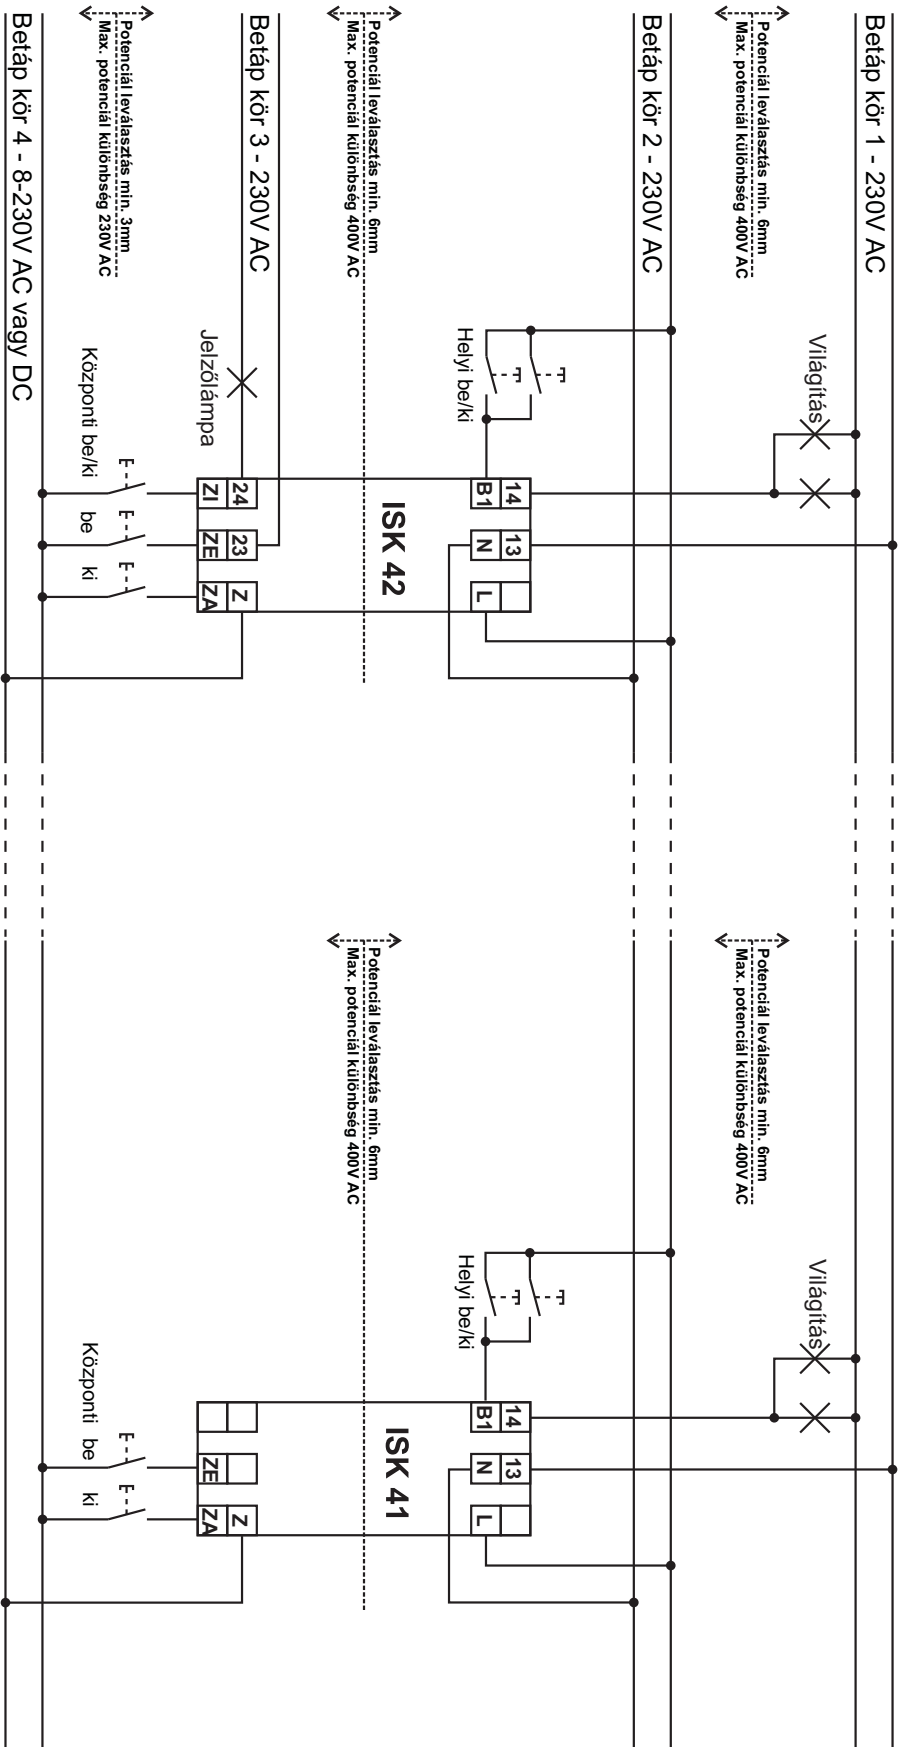 Betáp kör 1 - 230V AC
Potenciál leválasztás min. 6mm
Max. potenciál különbség 400V AC
Potenciál leválasztás min. 6mm
Max. potenciál különbség 400V AC
Világítás
Világítás
Betáp kör 2 - 230V AC
Helyi be/ki
Helyi be/ki
14
13
B1
N
L
14
13
B1
N
L
Potenciál leválasztás min. 6mm
Max. potenciál különbség 400V AC
ISK 42
Potenciál leválasztás min. 6mm
Max. potenciál különbség 400V AC
ISK 41
Betáp kör 3 - 230V AC
Jelzőlámpa
24
23
Z
ZI
ZE
ZA
Z
ZE
ZA
Potenciál leválasztás min. 3mm
Max. potenciál különbség 230V AC
Központi be/ki
be
ki
Központi be
ki
Betáp kör 4 - 8-230V AC vagy DC